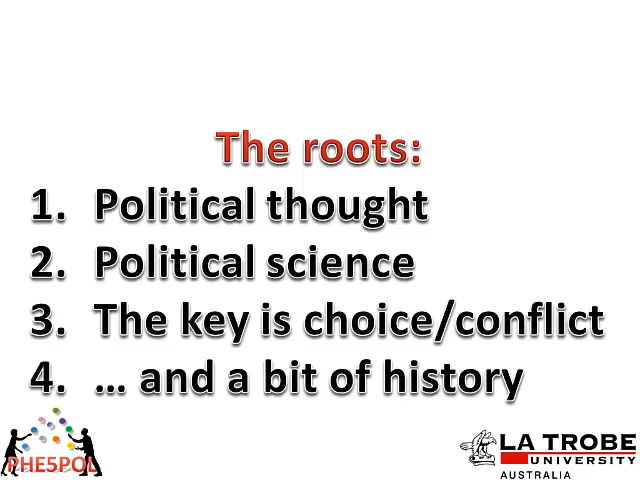 The roots:
1. Political thought
2. Political science
3. The key is choice/conflict
4. … and a bit of history
PHE5POL
LA TROBE
UNIVERSITY
AUSTRALIA